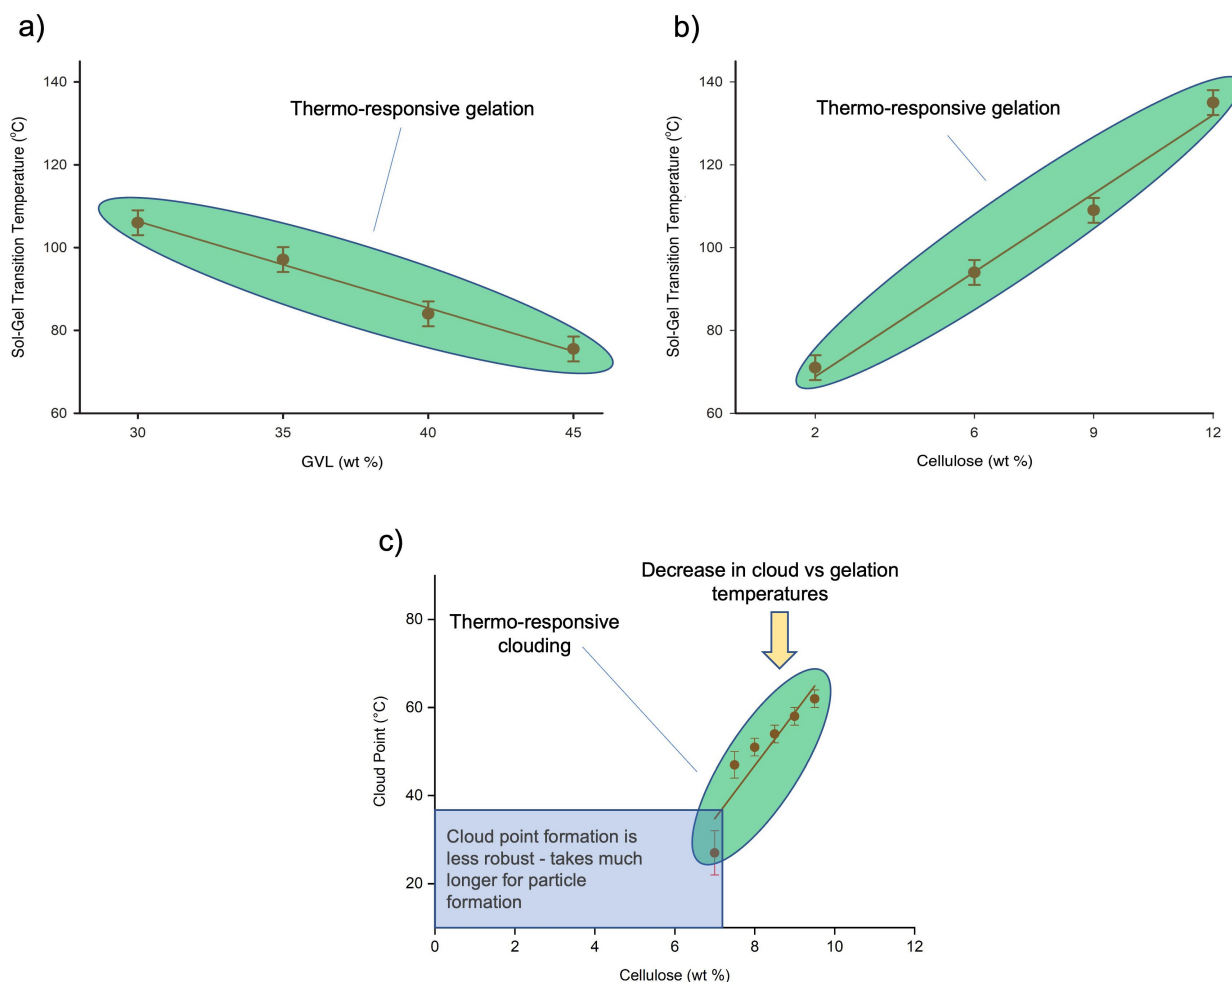 a)
Thermo-responsive gelation
Sol-Gel Transition Temperature (°C)
140
120
100
80
60
30
35
40
45
GVL (wt %)
b)
Thermo-responsive gelation
Sol-Gel Transition Temperature (°C)
140
120
100
80
60
2
6
9
12
Cellulose (wt %)
c)
Decrease in cloud vs gelation
temperatures
Thermo-responsive
clouding
Cloud Point (°C)
80
60
40
20
Cloud point formation is
less robust - takes much
longer for particle
formation
0
2
4
6
8
10
12
Cellulose (wt %)